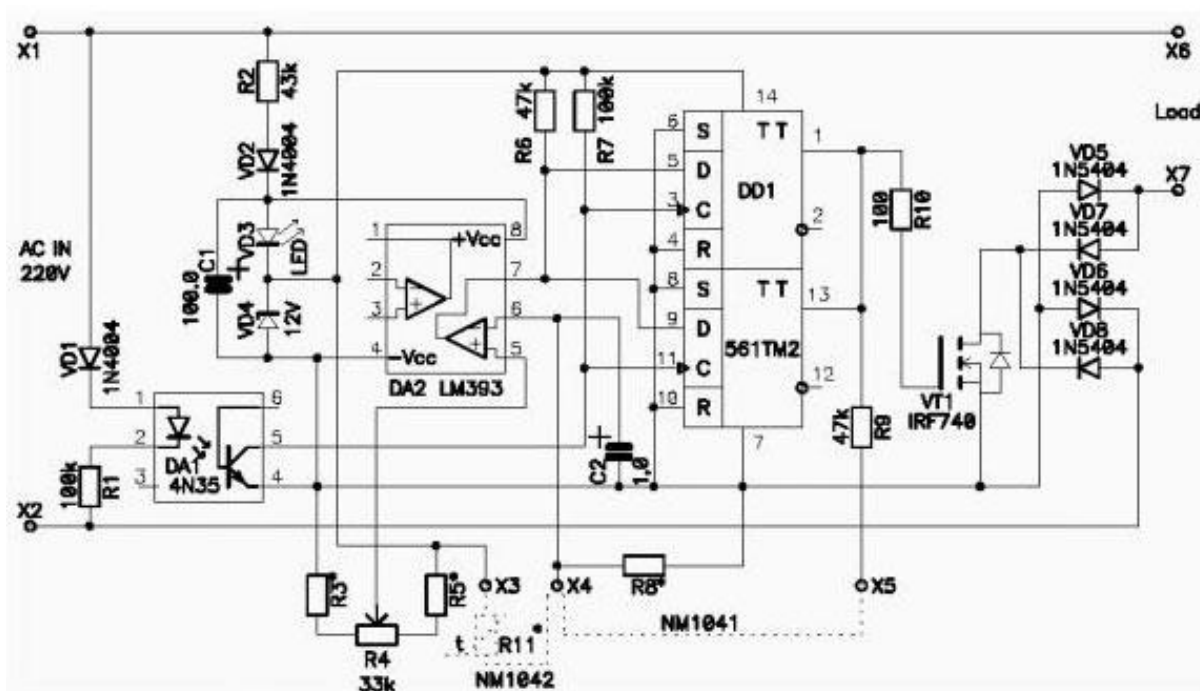 X1
X6
R2
43k
47k
R6
100k
R7
14
Load
VD2
1N4004
6
S
TT
1
5
D
DD1
3
C
2
4
R
8
S
TT
13
9
D
561TM2
11
C
12
10
R
7
100
R10
VD5
1N5404
X7
VD7
1N5404
VD6
1N5404
VD8
1N5404
AC IN
220V
100.0
C1
+
VD3
LED
VD4
12V
1
+Vcc
8
2
7
3
6
5
4
-Vcc
DA2 LM393
VD1
1N4004
1
6
2
5
3
4
DA1
4N35
100k
R1
X2
+
C2
1,0
47k
R9
VT1
IRF740
R3*
R5*
X3
X4
R8*
X5
NM1041
R4
33k
t
R11*
NM1042